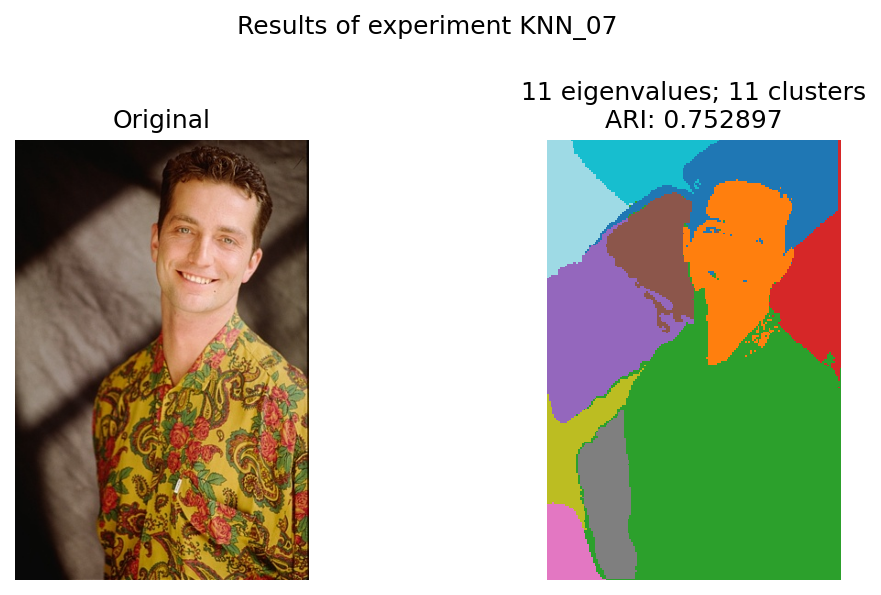 Results of experiment KNN_07
Original
11 eigenvalues; 11 clusters
ARI: 0.752897